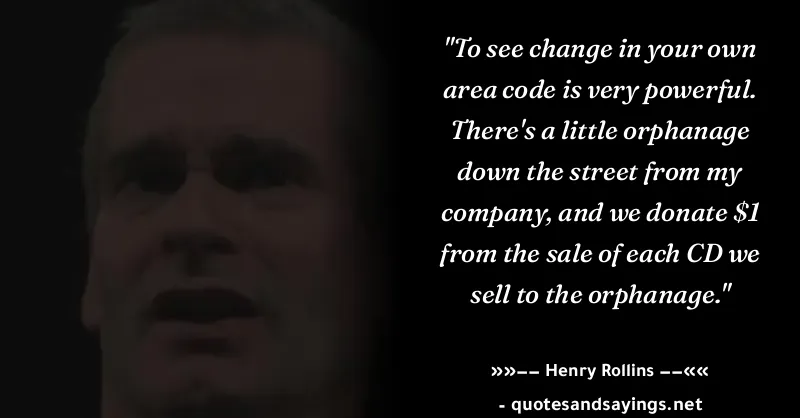 "To see change in your own
area code is very powerful.
There's a little orphanage
down the street from my
company, and we donate $1
from the sale of each CD we
sell to the orphanage."
»»–– Henry Rollins ––««
- quotesandsayings.net